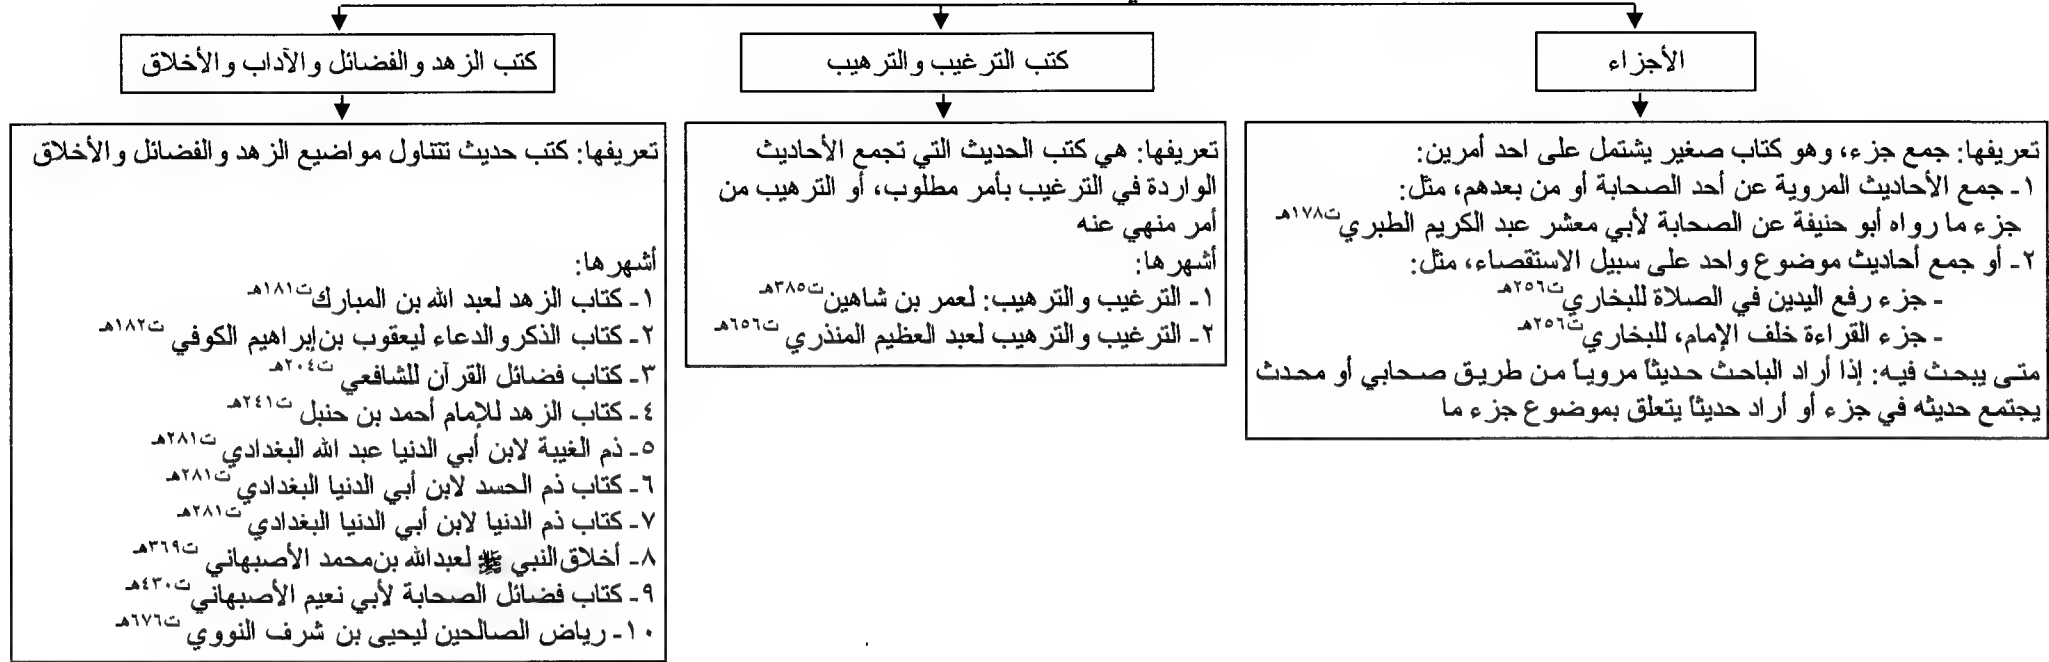 الأجزاء
تعريفها: جمع جزء، وهو كتاب صغير يشتمل على احد أمرين:
١- جمع الأحاديث المروية عن أحد الصحابة أو من بعدهم، مثل:
جزء ما رواه أبو حنيفة عن الصحابة لأبي معشر عبد الكريم الطبري ت١٧٨هـ
٢- أو جمع أحاديث موضوع واحد على سبيل الاستقصاء، مثل:
- جزء رفع اليدين في الصلاة للبخاري ت٢٥٦هـ
- جزء القراءة خلف الإمام، للبخاري ت٢٥٦هـ
متى يبحث فيه: إذا أراد الباحث حديثاً مروياً من طريق صحابي أو محدث
يجتمع حديثه في جزء أو أراد حديثاً يتعلق بموضوع جزء ما
كتب الترغيب والترهيب
تعريفها: هي كتب الحديث التي تجمع الأحاديث
الواردة في الترغيب بأمر مطلوب، أو الترهيب من
أمر منهي عنه
أشهرها:
١- الترغيب والترهيب: لعمر بن شاهين ت٣٨٥هـ
٢- الترغيب والترهيب لعبد العظيم المنذري ت٦٥٦هـ
كتب الزهد والفضائل والآداب والأخلاق
تعريفها: كتب حديث تتناول مواضيع الزهد والفضائل والأخلاق
أشهرها:
١- كتاب الزهد لعبد الله بن المبارك ت١٨١هـ
٢- كتاب الذكر والدعاء ليعقوب بن إبراهيم الكوفي ت١٨٢هـ
٣- كتاب فضائل القرآن للشافعي ت٢٠٤هـ
٤- كتاب الزهد للإمام أحمد بن حنبل ت٢٤١هـ
٥- ذم الغيبة لابن أبي الدنيا عبد الله البغدادي ت٢٨١هـ
٦- كتاب ذم الحسد لابن أبي الدنيا البغدادي ت٢٨١هـ
٧- كتاب ذم الدنيا لابن أبي الدنيا البغدادي ت٢٨١هـ
٨- أخلاق النبي ﷺ لعبدالله بن محمد الأصبهاني ت٣٦٩هـ
٩- كتاب فضائل الصحابة لأبي نعيم الأصبهاني ت٤٣٠هـ
١٠- رياض الصالحين ليحيى بن شرف النووي ت٦٧٦هـ